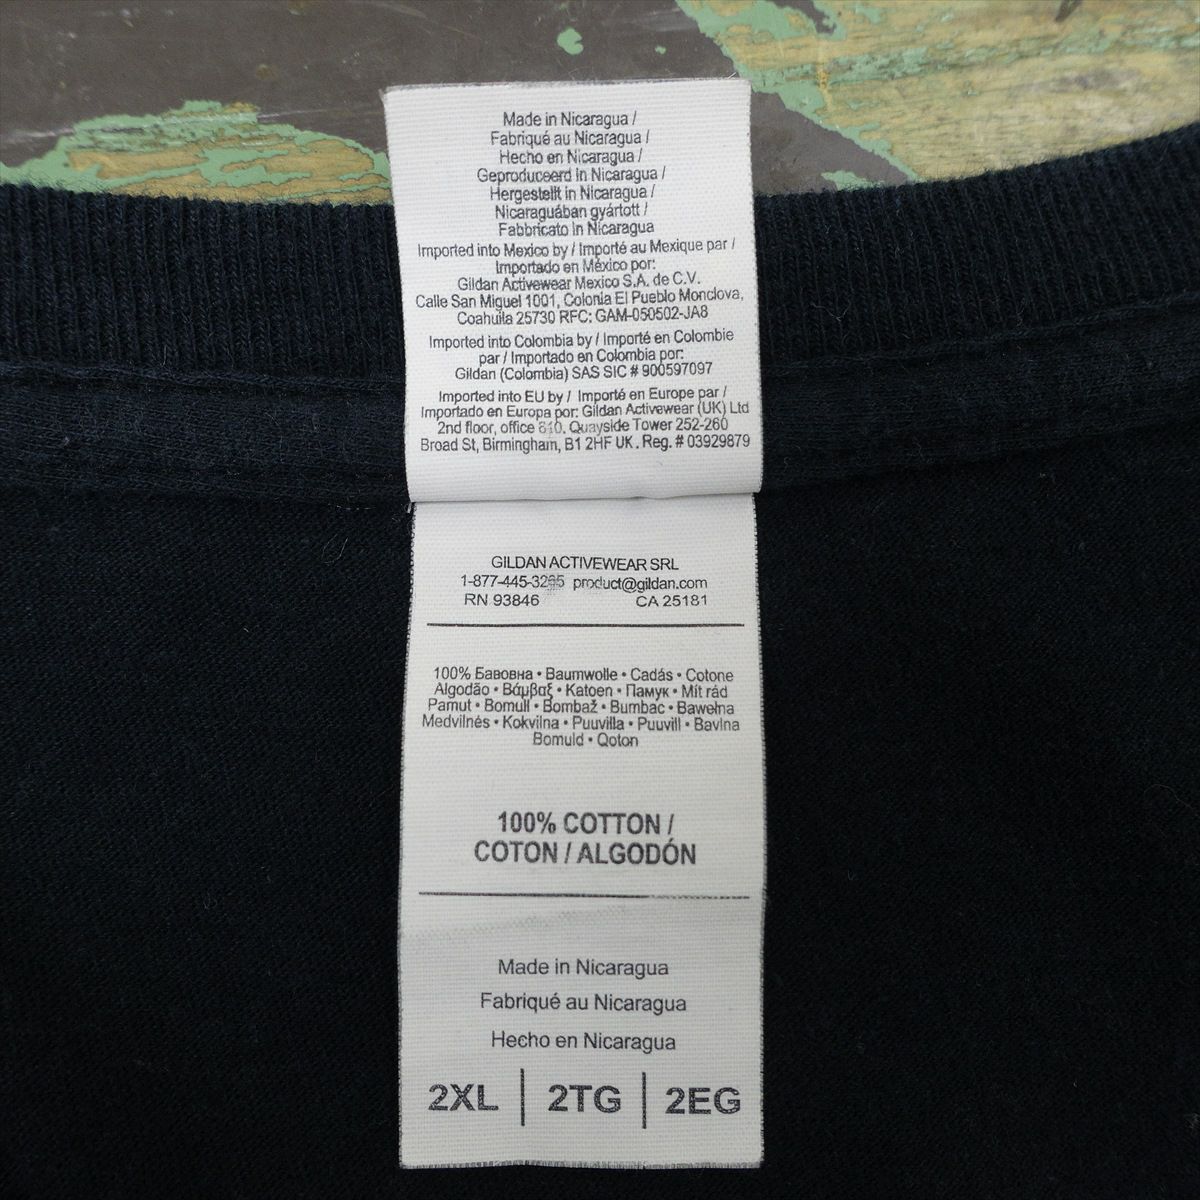 Made in Nicaragua /
Fabriqué au Nicaragua /
Hecho en Nicaragua /
Geproduceerd in Nicaragua /
Hergestellt in Nicaragua /
Nicaraguában gyártott /
Fabbricato in Nicaragua
Imported into Mexico by / Importé au Mexique par /
Importado en México por:
Gildan Activewear Mexico S.A. de C.V.
Calle San Miguel 1001, Colonia El Pueblo Monclova,
Coahuila 25730 RFC: GAM-050502-JA8
Imported into Colombia by / Importé en Colombie
par / Importado en Colombia por:
Gildan (Colombia) SAS SIC # 900597097
Imported into EU by / Importé en Europe par /
Importado en Europa por: Gildan Activewear (UK) Ltd
2nd floor, office Quayside Tower 252-260
Broad St, Birmingham, B1 2HF UK. Reg. # 03929879
GILDAN ACTIVEWEAR SRL
product@gildan.com
RN 93846 CA 25181
100% Бавовна • Baumwolle • Cadás • Cotone
Algodão • Βάμβαξ • Katoen • Памук • Mít rád
Pamut • Bomull • Bombaž • Bumbac • Bawełna
Medvilnės • Kokvilna • Puuvilla • Puuvill • Bavlna
Bomuld • Qoton
100% COTTON /
COTON / ALGODÓN
Made in Nicaragua
Fabriqué au Nicaragua
Hecho en Nicaragua
2XL | 2TG | 2EG